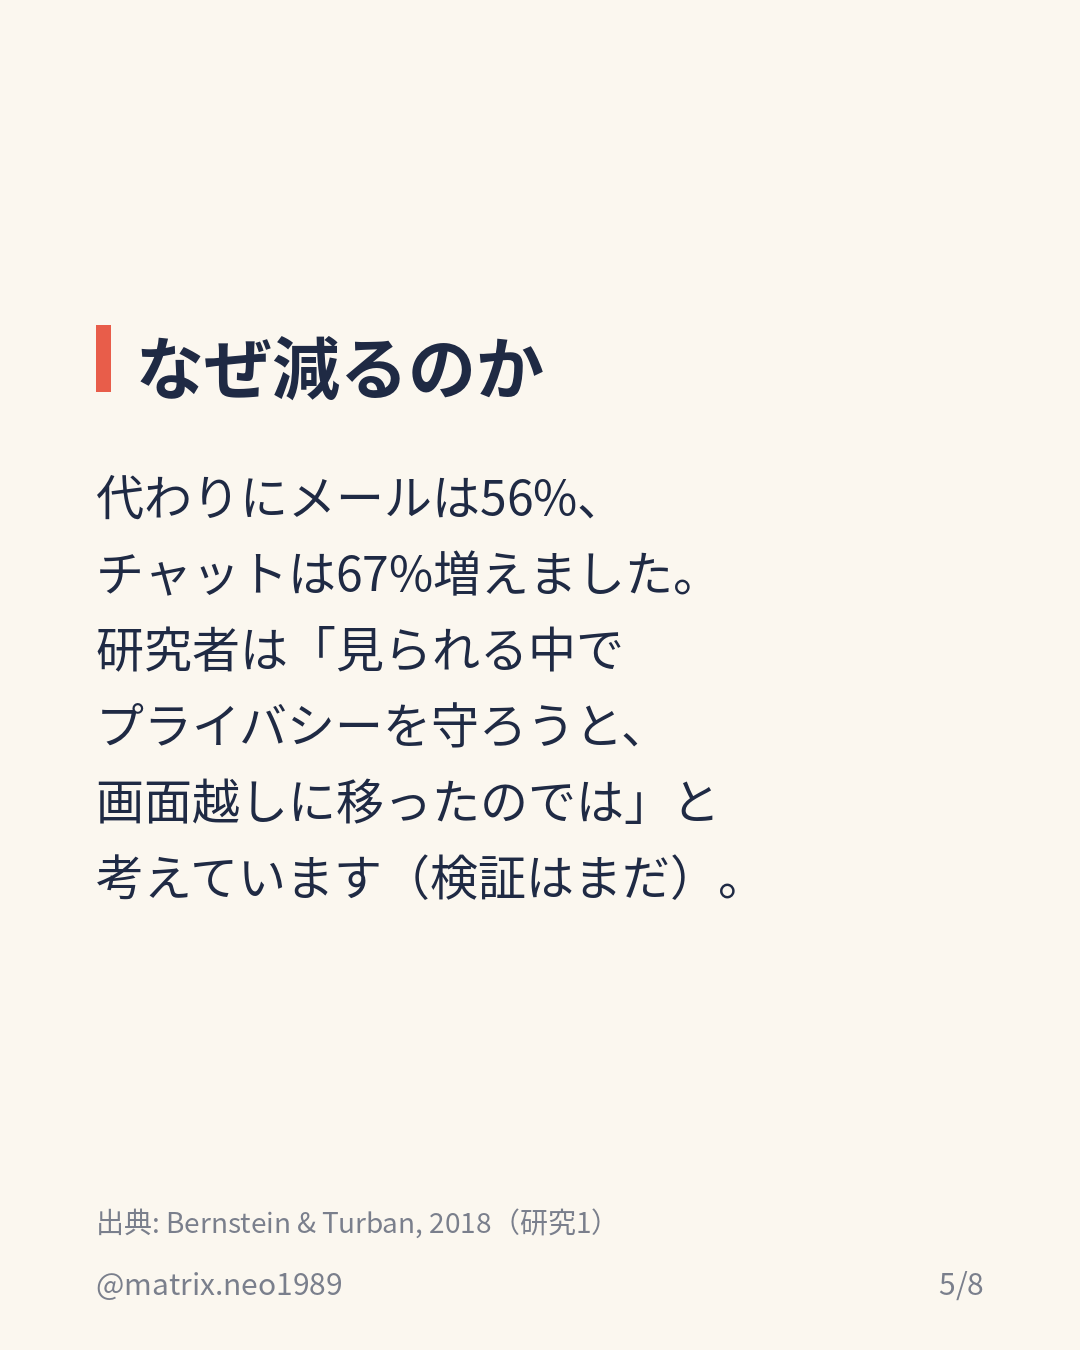 なぜ減るのか
代わりにメールは56%、
チャットは67%増えました。
研究者は「見られる中で
プライバシーを守ろうと、
画面越しに移ったのでは」と
考えています（検証はまだ）。
出典: Bernstein & Turban, 2018（研究1）
@matrix.neo1989
5/8